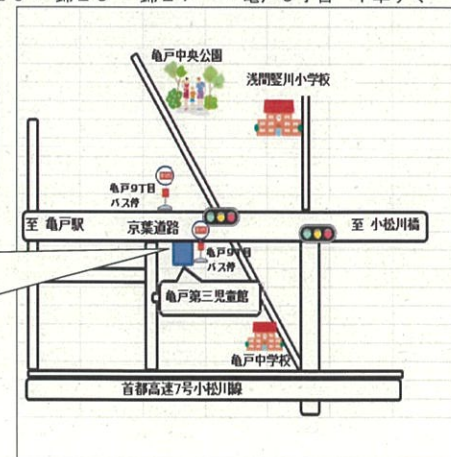 亀戸中央公園
浅間竪川小学校
亀戸9丁目
バス停
至 亀戸駅
京葉道路
至 小松川橋
亀戸9丁目
バス停
亀戸第三児童館
亀戸中学校
首都高速7号小松川線